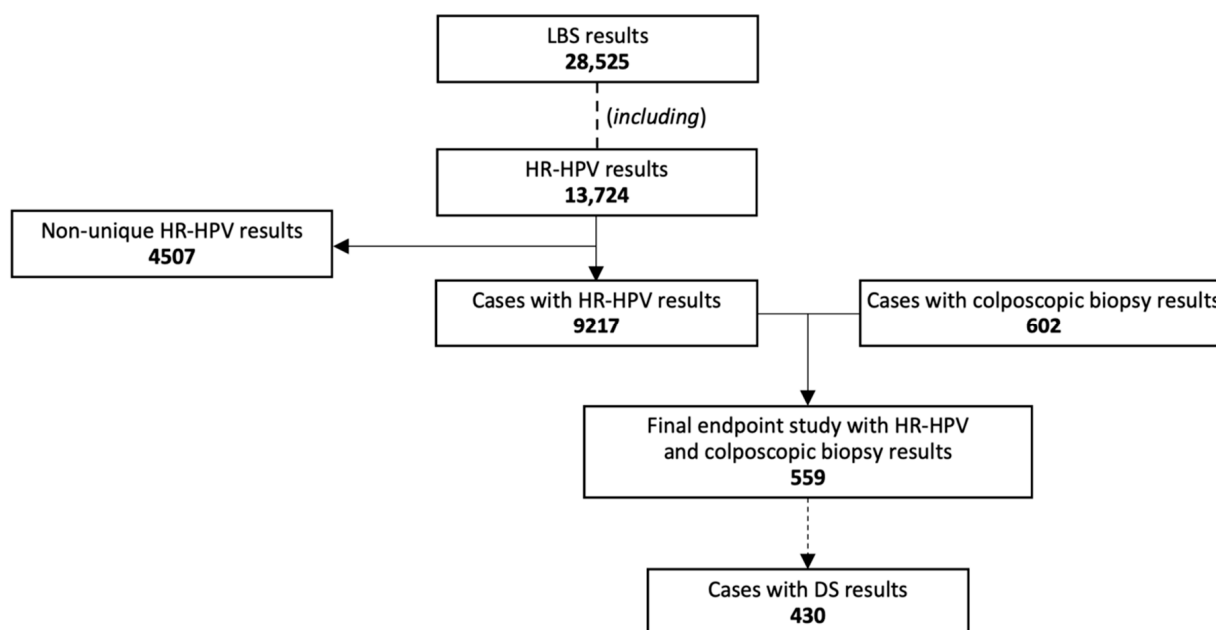 LBS results
28,525
(including)
HR-HPV results
13,724
Non-unique HR-HPV results
4507
Cases with HR-HPV results
9217
Cases with colposcopic biopsy results
602
Final endpoint study with HR-HPV
and colposcopic biopsy results
559
Cases with DS results
430